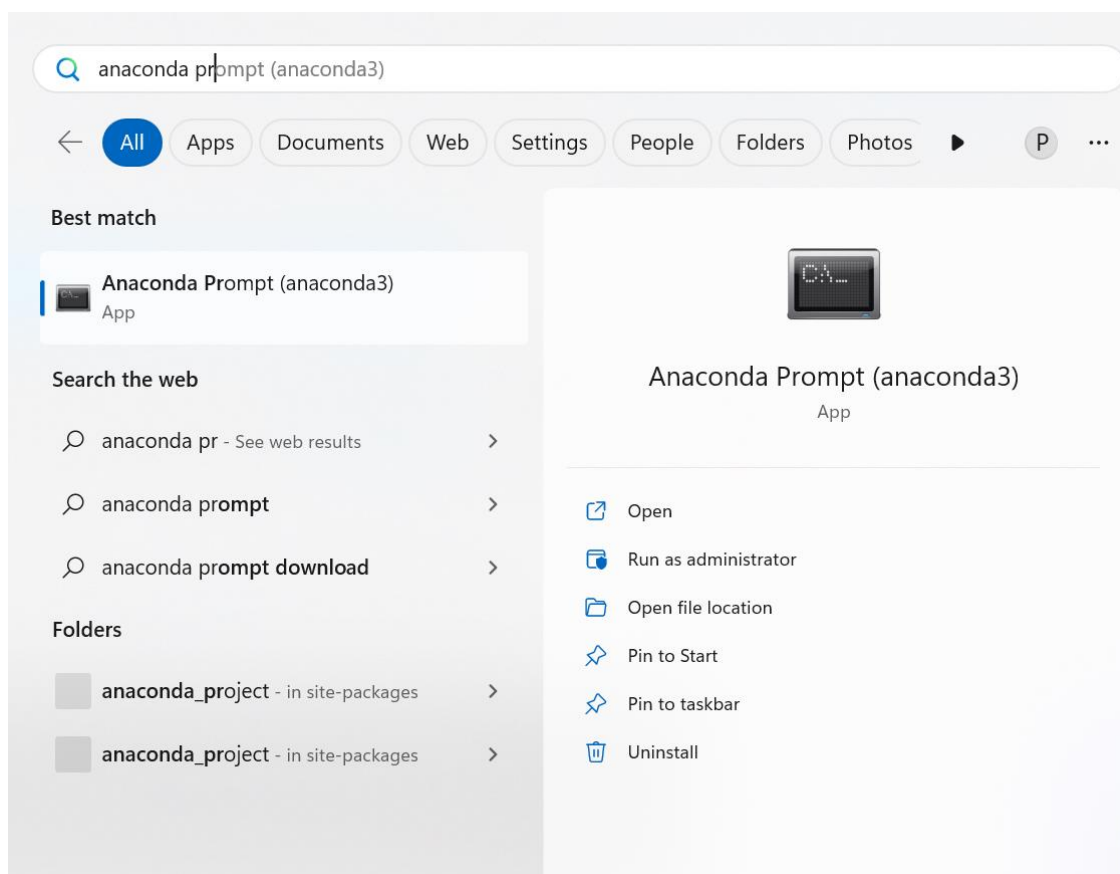 anaconda prompt (anaconda3)
All Apps Documents Web Settings People Folders Photos P ...
Best match
Anaconda Prompt (anaconda3)
App
Search the web
anaconda pr - See web results
anaconda prompt
anaconda prompt download
Folders
anaconda_project - in site-packages
anaconda_project - in site-packages
C:\_
Anaconda Prompt (anaconda3)
App
Open
Run as administrator
Open file location
Pin to Start
Pin to taskbar
Uninstall